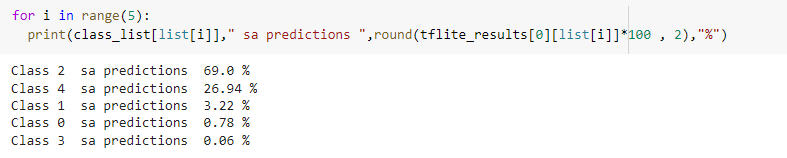 for i in range(5):
  print(class_list[list[i]]," sa predictions ",round(tflite_results[0][list[i]]*100 , 2),"%")
Class 2  sa predictions  69.0 %
Class 4  sa predictions  26.94 %
Class 1  sa predictions  3.22 %
Class 0  sa predictions  0.78 %
Class 3  sa predictions  0.06 %